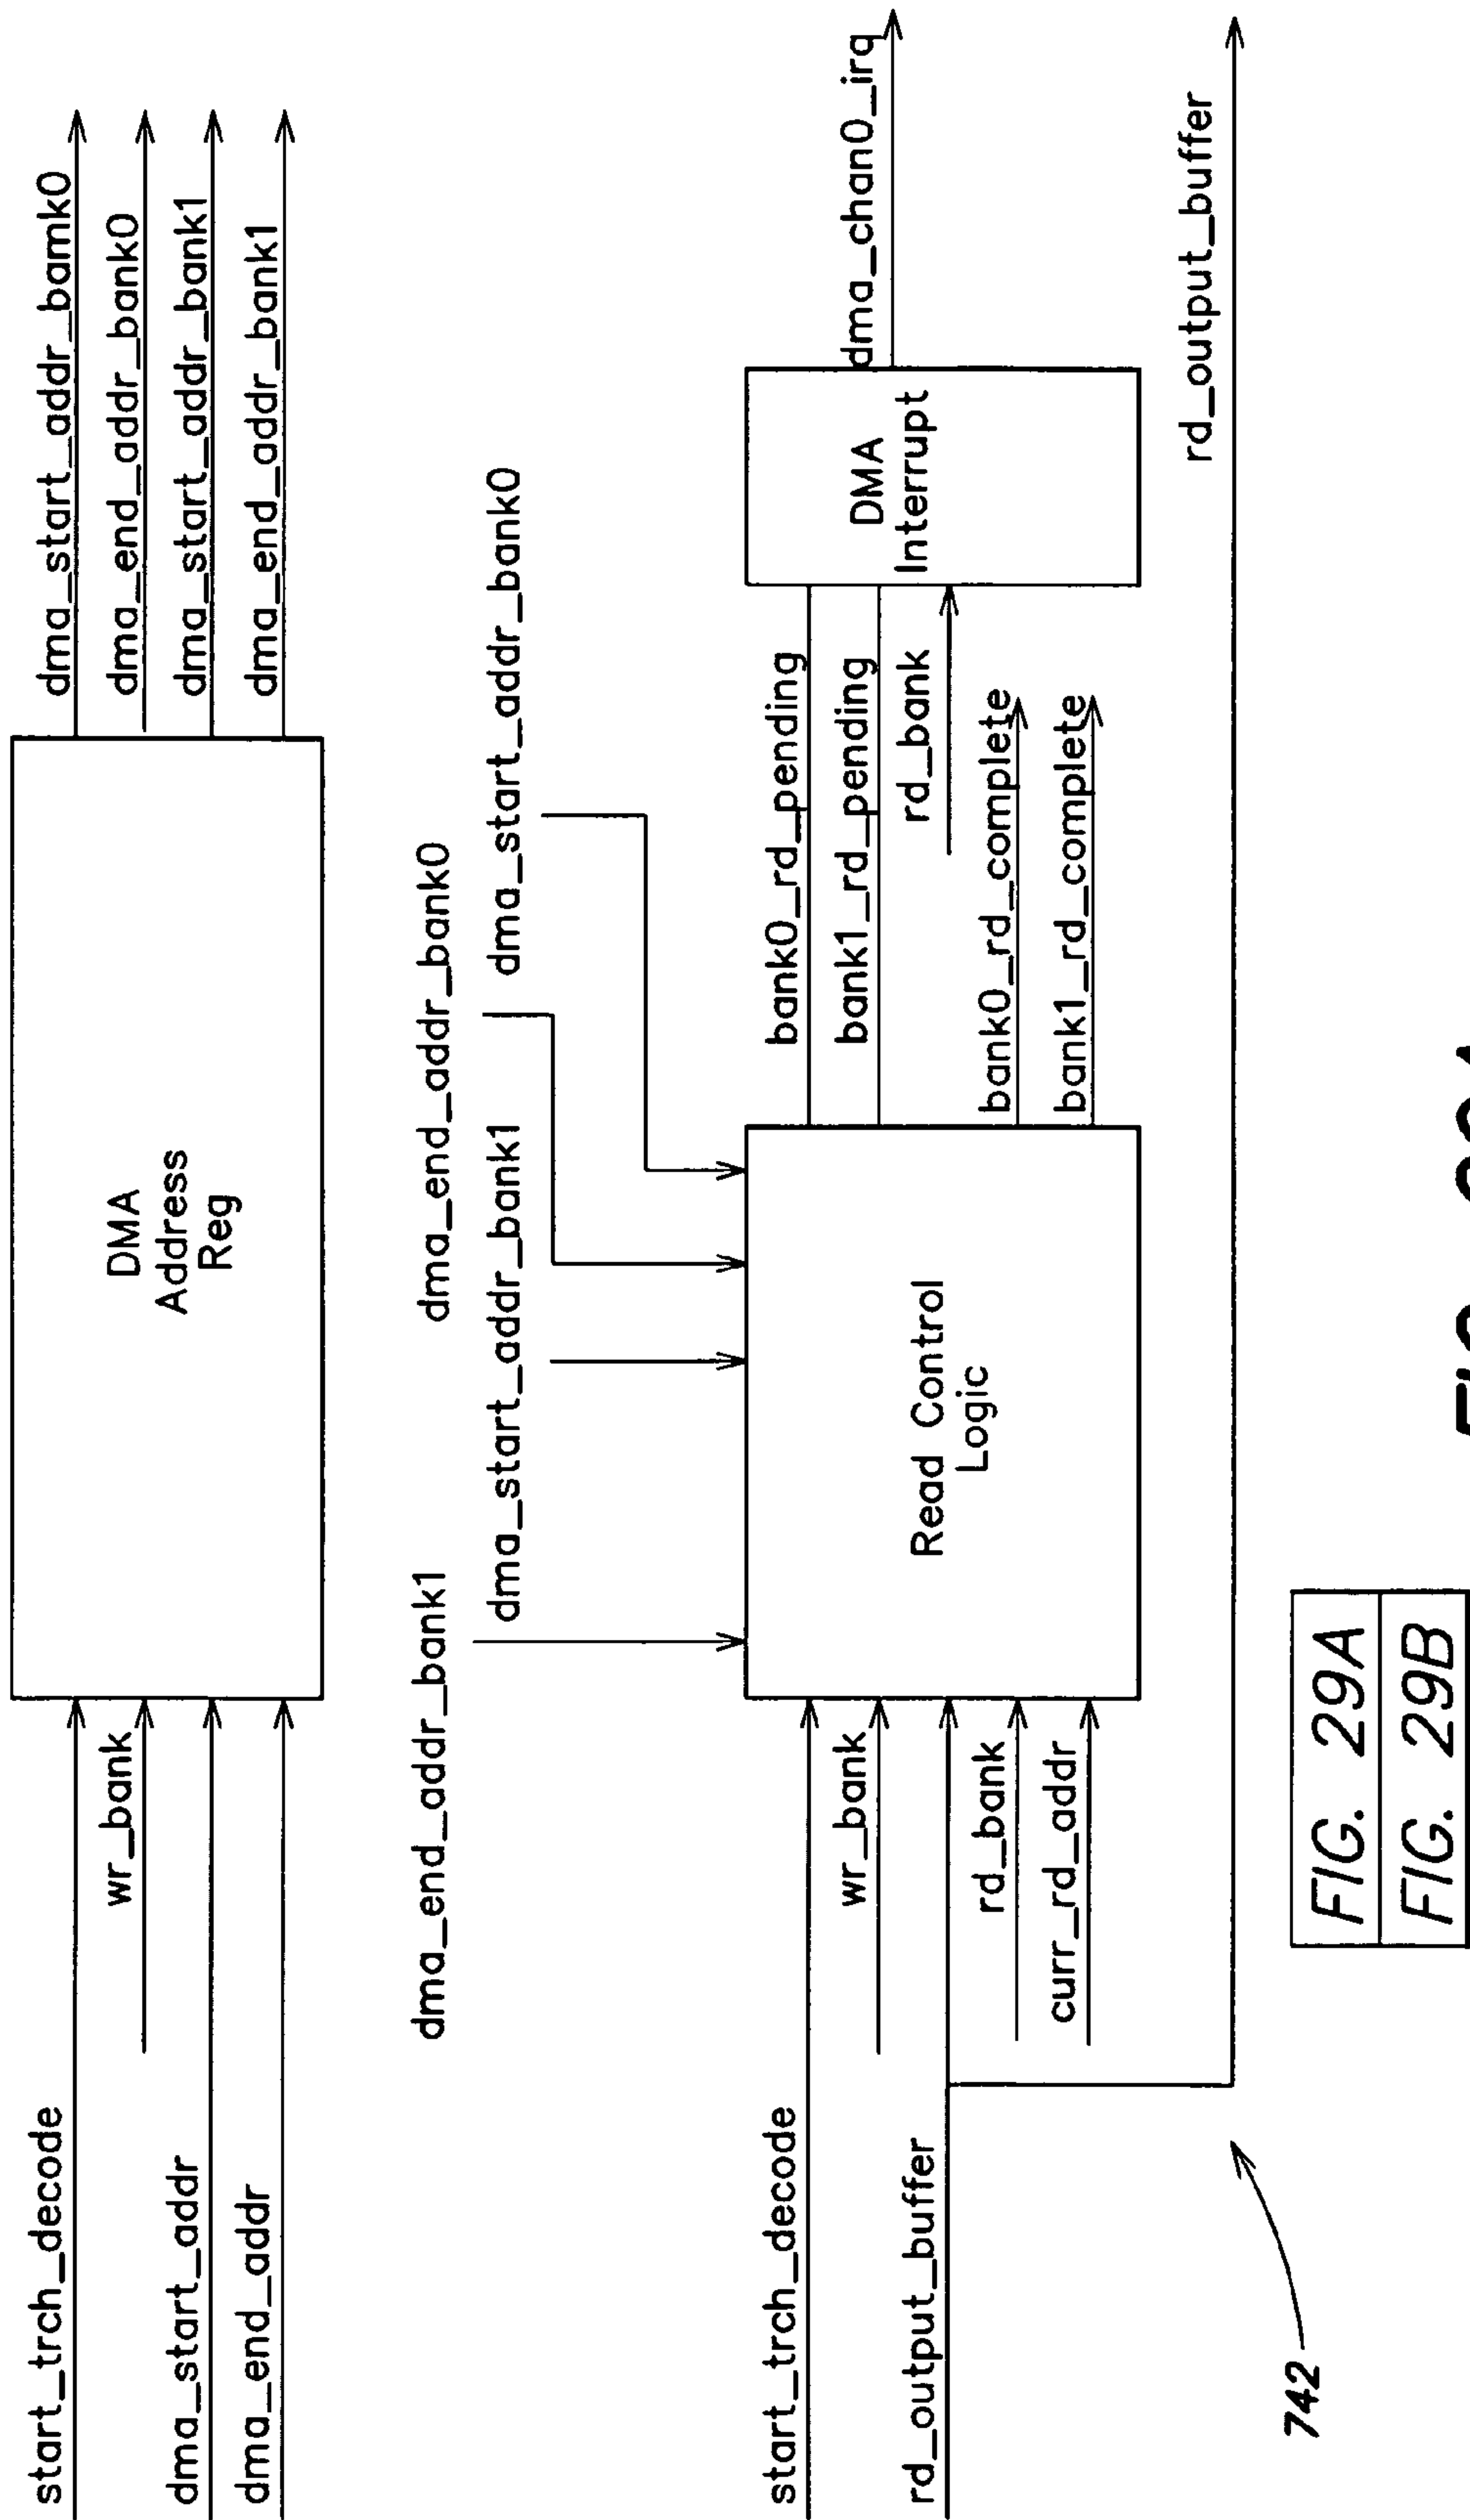 start_trch_decode
wr_bank
dma_start_addr
dma_end_addr
DMA
Address
Reg
dma_start_addr_bamk0
dma_end_addr_bank0
dma_start_addr_bank1
dma_end_addr_bank1
dma_end_addr_bank1
dma_start_addr_bank1
dma_end_addr_bank0
dma_start_addr_bank0
start_trch_decode
wr_bank
rd_output_buffer
rd_bank
curr_rd_addr
Read Control
Logic
bank0_rd_pending
bank1_rd_pending
rd_bank
bank0_rd_complete
bank1_rd_complete
DMA
Interrupt
dma_chan0_irq
rd_output_buffer
742
FIG. 29A
FIG. 29B